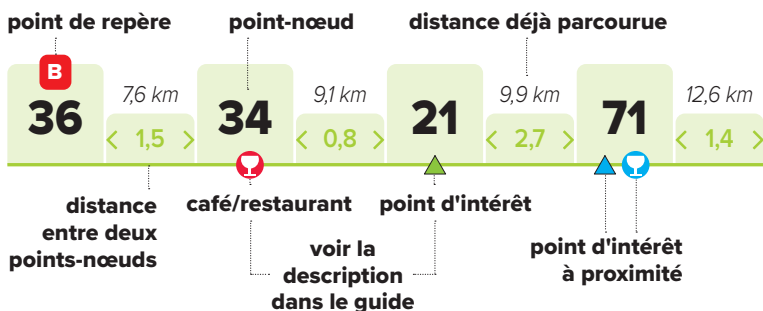 point de repère
point-nœud
distance déjà parcourue
B
36
7,6 km
34
9,1 km
21
9,9 km
71
12,6 km
< 1,5 >
< 0,8 >
< 2,7 >
< 1,4 >
distance
entre deux
points-nœuds
café/restaurant
point d'intérêt
voir la
description
dans le guide
point d'intérêt
à proximité